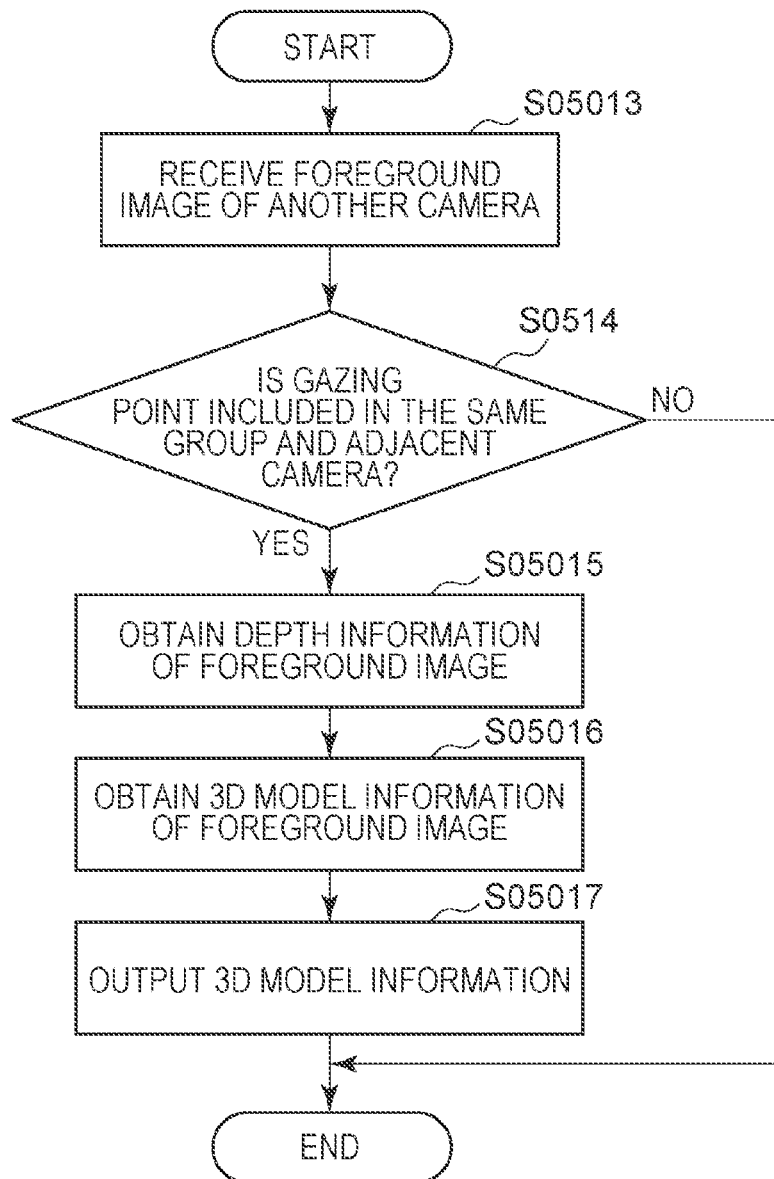 START
S05013
RECEIVE FOREGROUND
IMAGE OF ANOTHER CAMERA
S0514
IS GAZING
POINT INCLUDED IN THE SAME
GROUP AND ADJACENT
CAMERA?
NO
YES
S05015
OBTAIN DEPTH INFORMATION
OF FOREGROUND IMAGE
S05016
OBTAIN 3D MODEL INFORMATION
OF FOREGROUND IMAGE
S05017
OUTPUT 3D MODEL INFORMATION
END